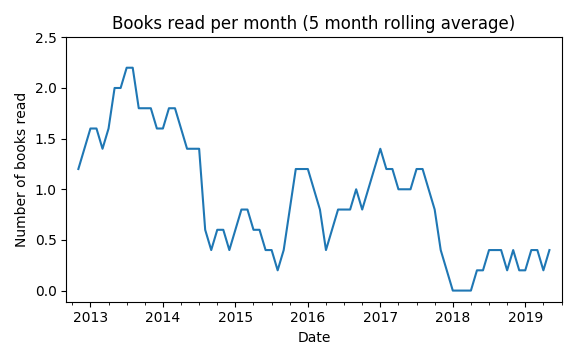 Books read per month (5 month rolling average)
2.5
2.0
1.5
1.0
0.5
0.0
Number of books read
2013 2014 2015 2016 2017 2018 2019
Date